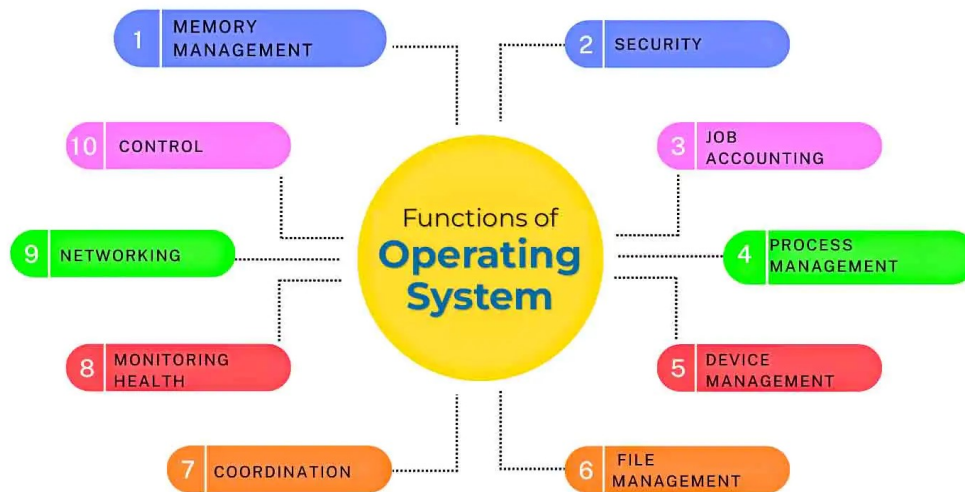 Functions of
Operating
System
1
MEMORY
MANAGEMENT
2
SECURITY
3
JOB
ACCOUNTING
4
PROCESS
MANAGEMENT
5
DEVICE
MANAGEMENT
6
FILE
MANAGEMENT
7
COORDINATION
8
MONITORING
HEALTH
9
NETWORKING
10
CONTROL